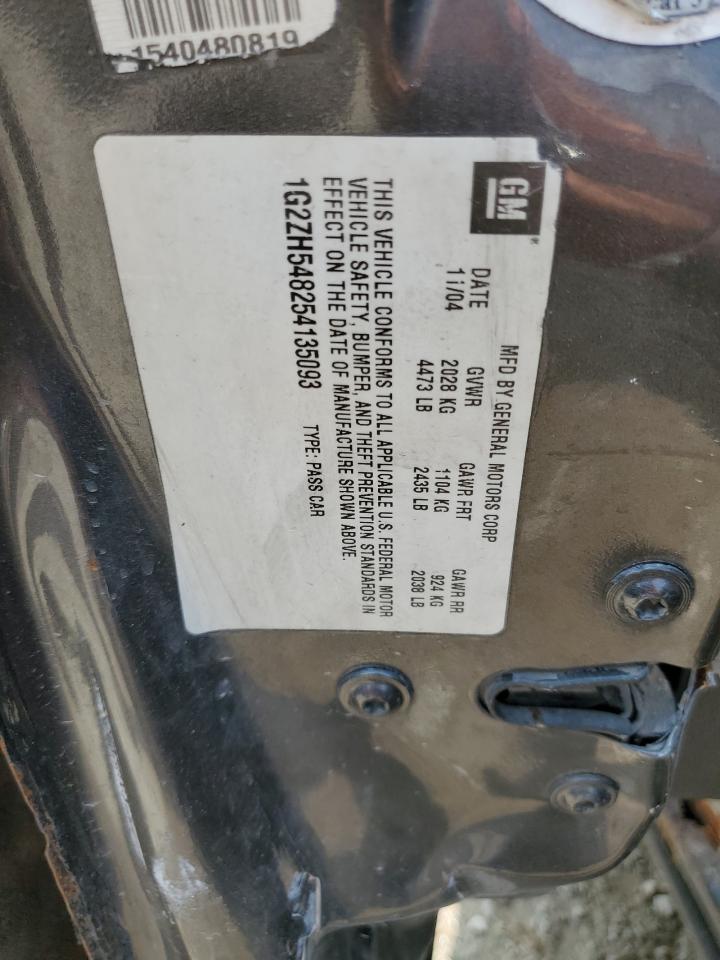 1540480819
GM
MFD BY GENERAL MOTORS CORP
DATE GVWR GAWR FRT GAWR RR
11/04 2028 KG 1104 KG 924 KG
4473 LB 2435 LB 2038 LB
THIS VEHICLE CONFORMS TO ALL APPLICABLE U.S. FEDERAL MOTOR
VEHICLE SAFETY, BUMPER, AND THEFT PREVENTION STANDARDS IN
EFFECT ON THE DATE OF MANUFACTURE SHOWN ABOVE.
1G2ZH548254135093 TYPE: PASS CAR